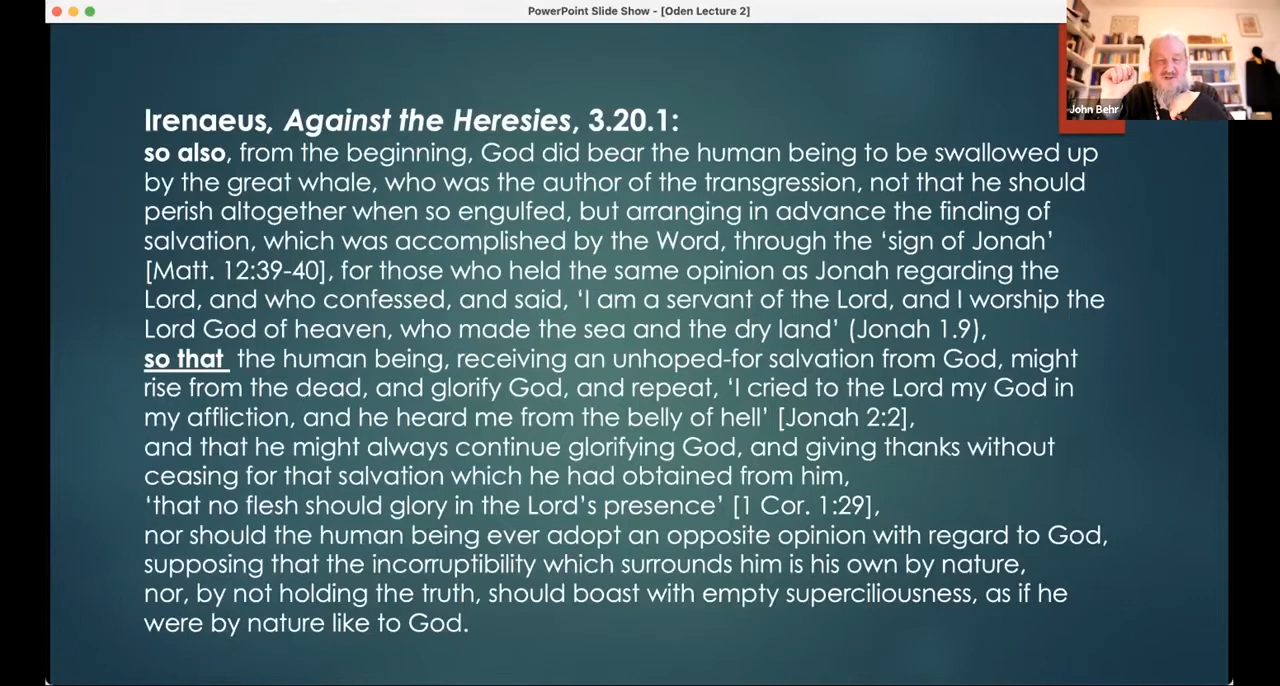 PowerPoint Slide Show - [Oden Lecture 2]
John Behr
Irenaeus, Against the Heresies, 3.20.1:
so also, from the beginning, God did bear the human being to be swallowed up
by the great whale, who was the author of the transgression, not that he should
perish altogether when so engulfed, but arranging in advance the finding of
salvation, which was accomplished by the Word, through the ‘sign of Jonah’
[Matt. 12:39-40], for those who held the same opinion as Jonah regarding the
Lord, and who confessed, and said, ‘I am a servant of the Lord, and I worship the
Lord God of heaven, who made the sea and the dry land’ (Jonah 1.9),
so that the human being, receiving an unhoped-for salvation from God, might
rise from the dead, and glorify God, and repeat, ‘I cried to the Lord my God in
my affliction, and he heard me from the belly of hell’ [Jonah 2:2],
and that he might always continue glorifying God, and giving thanks without
ceasing for that salvation which he had obtained from him,
‘that no flesh should glory in the Lord’s presence’ [1 Cor. 1:29],
nor should the human being ever adopt an opposite opinion with regard to God,
supposing that the incorruptibility which surrounds him is his own by nature,
nor, by not holding the truth, should boast with empty superciliousness, as if he
were by nature like to God.